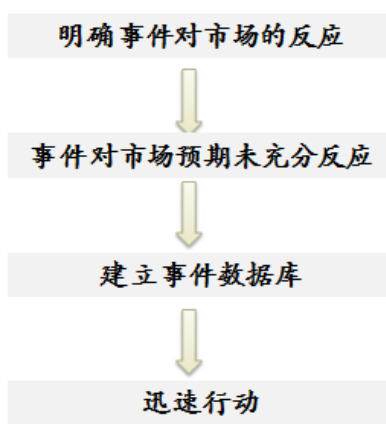 明确事件对市场的反应
事件对市场预期未充分反应
建立事件数据库
迅速行动